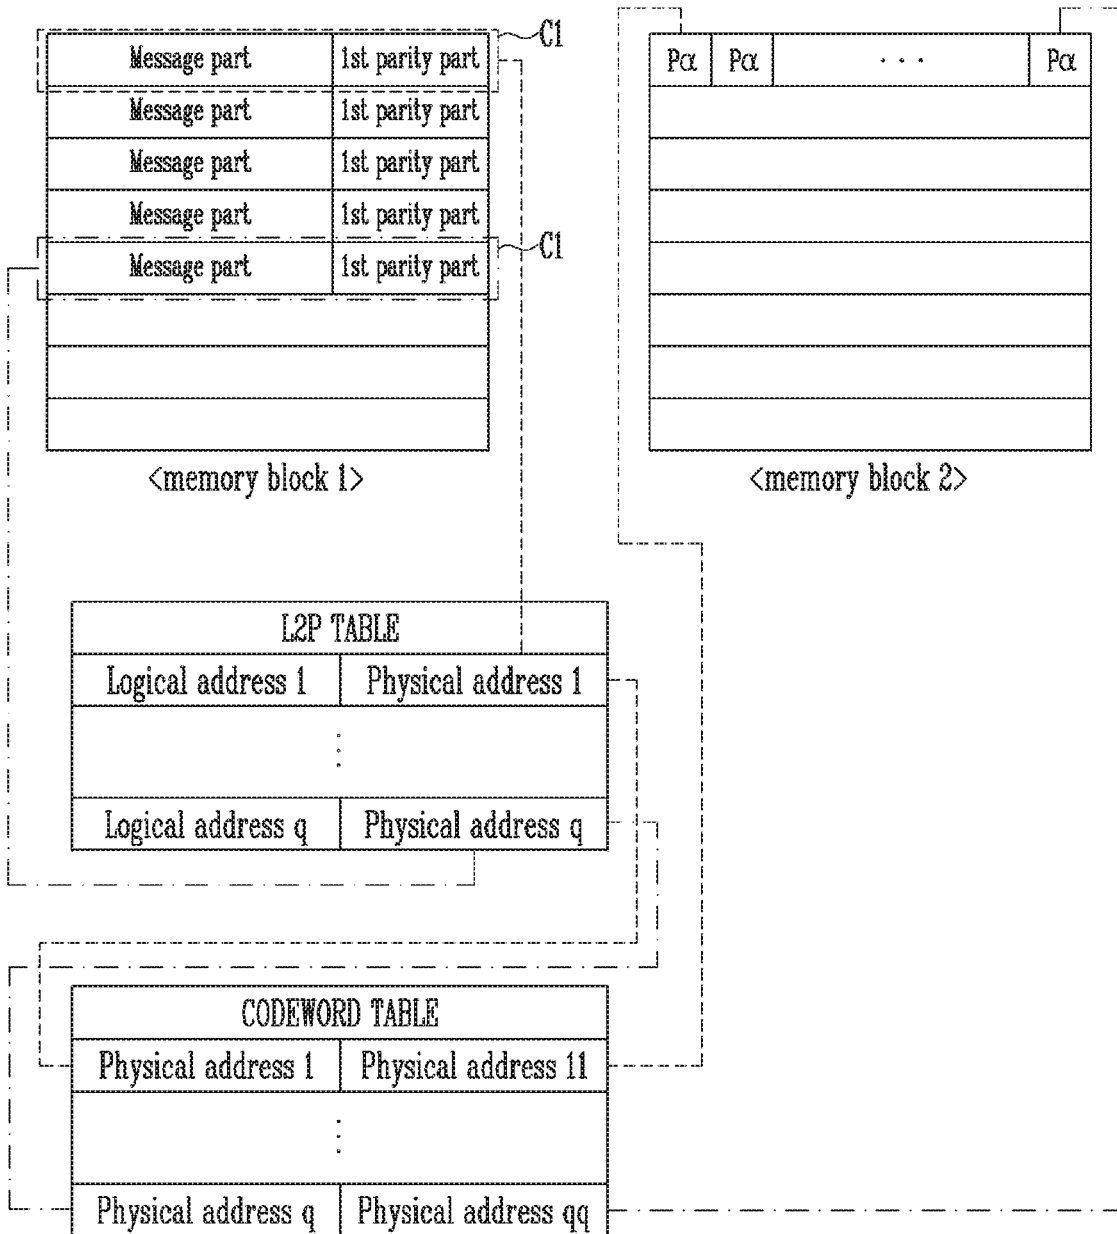 Message part 1st parity part C1
Message part 1st parity part
Message part 1st parity part
Message part 1st parity part
Message part 1st parity part C1
<memory block 1>
Pα Pα ··· Pα
<memory block 2>
L2P TABLE
Logical address 1 Physical address 1
⋮
Logical address q Physical address q
CODEWORD TABLE
Physical address 1 Physical address 11
⋮
Physical address q Physical address qq